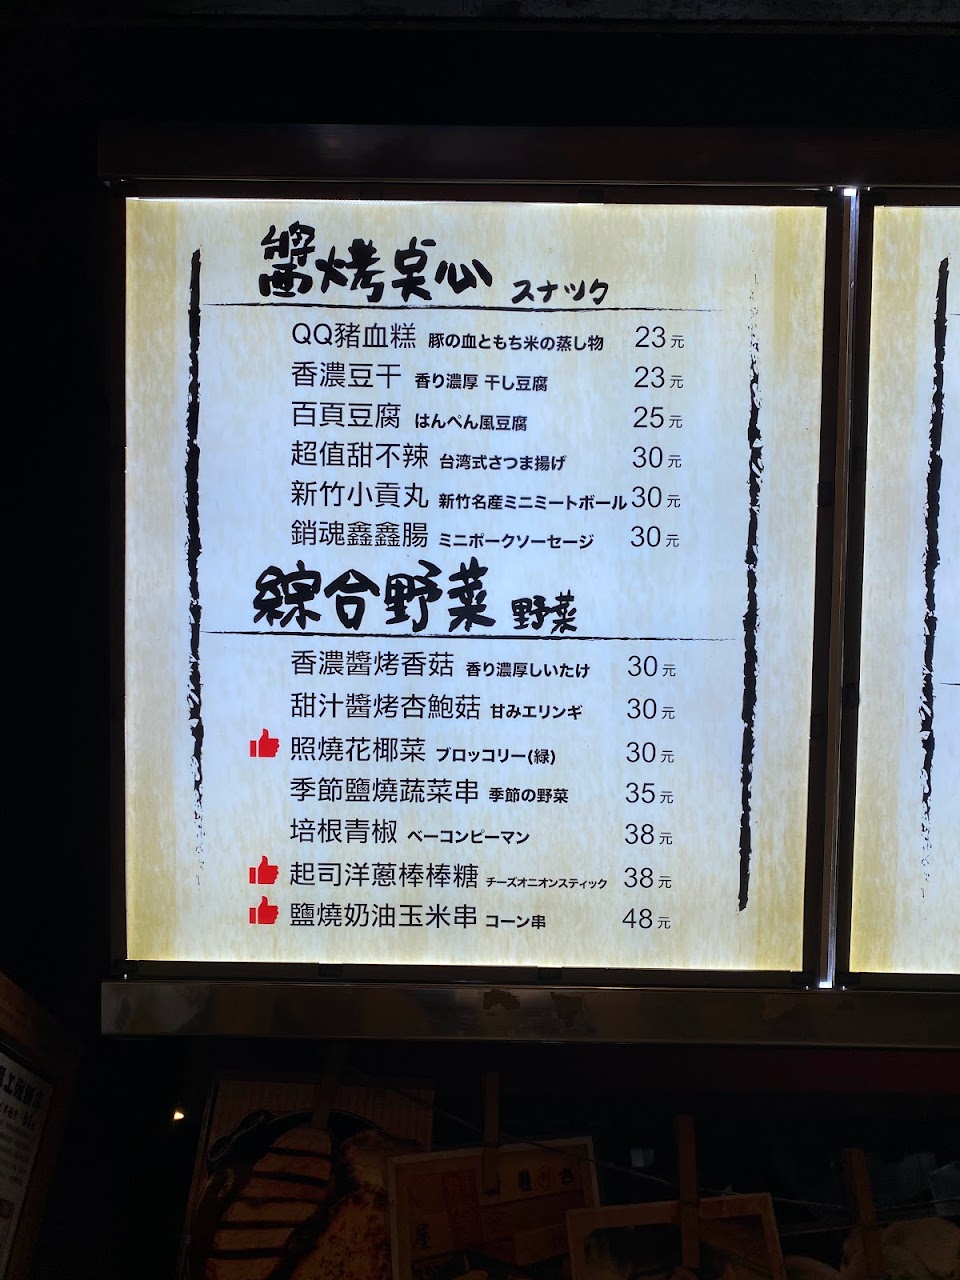 醬烤桌心 スナック
QQ豬血糕 豚の血ともち米の蒸し物 23元
香濃豆干 香り濃厚 干し豆腐 23元
百頁豆腐 はんぺん風豆腐 25元
超值甜不辣 台湾式さつま揚げ 30元
新竹小貢丸 新竹名産ミニミートボール 30元
銷魂鑫鑫腸 ミニポークソーセージ 30元
綜合野菜 野菜
香濃醬烤香菇 香り濃厚しいたけ 30元
甜汁醬烤杏鮑菇 甘みエリンギ 30元
照燒花椰菜 ブロッコリー(緑) 30元
季節鹽燒蔬菜串 季節の野菜 35元
培根青椒 ベーコンピーマン 38元
起司洋蔥棒棒糖 チーズオニオンスティック 38元
鹽燒奶油玉米串 コーン串 48元